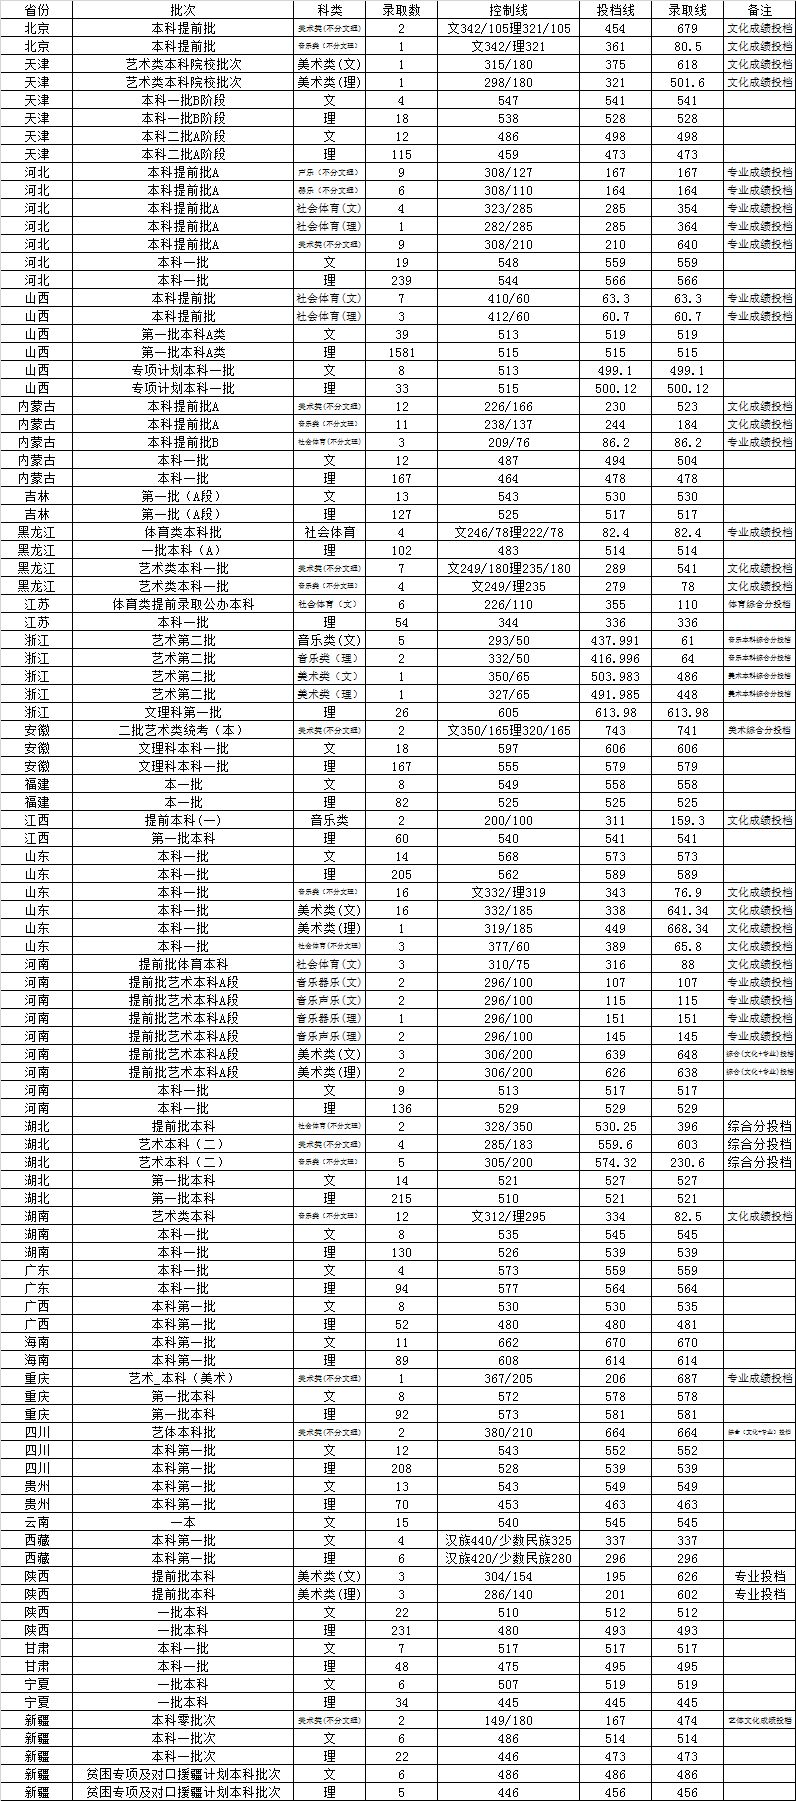 省份 批次 科类 录取数 控制线 投档线 录取线 备注
北京 本科提前批 美术类(不分文理) 2 文342/105理321/105 454 679 文化成绩投档
北京 本科提前批 音乐类(不分文理) 1 文342/理321 361 80.5 文化成绩投档
天津 艺术类本科院校批次 美术类(文) 1 315/180 375 618 文化成绩投档
天津 艺术类本科院校批次 美术类(理) 1 298/180 321 501.6 文化成绩投档
天津 本科一批B阶段 文 4 547 541 541
天津 本科一批B阶段 理 18 538 528 528
天津 本科二批A阶段 文 12 486 498 498
天津 本科二批A阶段 理 115 459 473 473
河北 本科提前批A 声乐（不分文理） 9 308/127 167 167 专业成绩投档
河北 本科提前批A 器乐（不分文理） 6 308/110 164 164 专业成绩投档
河北 本科提前批A 社会体育(文) 4 323/285 285 354 专业成绩投档
河北 本科提前批A 社会体育(理) 1 282/285 285 364 专业成绩投档
河北 本科提前批A 美术类(不分文理) 9 308/210 210 640 专业成绩投档
河北 本科一批 文 19 548 559 559
河北 本科一批 理 239 544 566 566
山西 本科提前批 社会体育(文) 7 410/60 63.3 63.3 专业成绩投档
山西 本科提前批 社会体育(理) 3 412/60 60.7 60.7 专业成绩投档
山西 第一批本科A类 文 39 513 519 519
山西 第一批本科A类 理 1581 515 515 515
山西 专项计划本科一批 文 8 513 499.1 499.1
山西 专项计划本科一批 理 33 515 500.12 500.12
内蒙古 本科提前批A 美术类(不分文理) 12 226/166 230 523 文化成绩投档
内蒙古 本科提前批A 音乐类（不分文理） 11 238/137 244 184 文化成绩投档
内蒙古 本科提前批B 社会体育(不分文理) 3 209/76 86.2 86.2 专业成绩投档
内蒙古 本科一批 文 12 487 494 504
内蒙古 本科一批 理 167 464 478 478
吉林 第一批（A段） 文 13 543 530 530
吉林 第一批（A段） 理 127 525 517 517
黑龙江 体育类本科批 社会体育 4 文246/78理222/78 82.4 82.4 专业成绩投档
黑龙江 一批本科（A） 理 102 483 514 514
黑龙江 艺术类本科一批 美术类(不分文理) 7 文249/180理235/180 289 541 文化成绩投档
黑龙江 艺术类本科一批 音乐类(不分文理) 4 文249/理235 279 78 文化成绩投档
江苏 体育类提前录取公办本科 社会体育（文） 6 226/110 355 110 体育综合分投档
江苏 本科一批 理 54 344 336 336
浙江 艺术第二批 音乐类(文) 5 293/50 437.991 61 音乐本科综合分投档
浙江 艺术第二批 音乐类（理） 2 332/50 416.996 64 音乐本科综合分投档
浙江 艺术第二批 美术类（文） 1 350/65 503.983 486 美术本科综合分投档
浙江 艺术第二批 美术类（理） 1 327/65 491.985 448 美术本科综合分投档
浙江 文理科第一批 理 26 605 613.98 613.98
安徽 二批艺术类统考（本） 美术类(不分文理) 2 文350/165理320/165 743 741 美术综合分投档
安徽 文理科本科一批 文 18 597 606 606
安徽 文理科本科一批 理 167 555 579 579
福建 本一批 文 8 549 558 558
福建 本一批 理 82 525 525 525
江西 提前本科(一) 音乐类 2 200/100 311 159.3 文化成绩投档
江西 第一批本科 理 60 540 541 541
山东 本科一批 文 14 568 573 573
山东 本科一批 理 205 562 589 589
山东 本科一批 音乐类（不分文理） 16 文332/理319 343 76.9 文化成绩投档
山东 本科一批 美术类(文) 16 332/185 338 641.34 文化成绩投档
山东 本科一批 美术类(理) 1 319/185 449 668.34 文化成绩投档
山东 本科一批 社会体育(不分文理) 3 377/60 389 65.8 文化成绩投档
河南 提前批体育本科 社会体育(文) 3 310/75 316 88 文化成绩投档
河南 提前批艺术本科A段 音乐器乐(文) 2 296/100 107 107 专业成绩投档
河南 提前批艺术本科A段 音乐声乐(文) 2 296/100 115 115 专业成绩投档
河南 提前批艺术本科A段 音乐器乐(理) 1 296/100 151 151 专业成绩投档
河南 提前批艺术本科A段 音乐声乐(理) 2 296/100 145 145 专业成绩投档
河南 提前批艺术本科A段 美术类(文) 3 306/200 639 648 综合(文化+专业)投档
河南 提前批艺术本科A段 美术类(理) 2 306/200 626 638 综合(文化+专业)投档
河南 本科一批 文 9 513 517 517
河南 本科一批 理 136 529 529 529
湖北 提前批本科 社会体育(不分文理) 2 328/350 530.25 396 综合分投档
湖北 艺术本科（二） 美术类(不分文理) 4 285/183 559.6 603 综合分投档
湖北 艺术本科（二） 音乐类（不分文理） 5 305/200 574.32 230.6 综合分投档
湖北 第一批本科 文 14 521 527 527
湖北 第一批本科 理 215 510 521 521
湖南 艺术类本科 音乐类（不分文理） 12 文312/理295 334 82.5 文化成绩投档
湖南 本科一批 文 8 535 545 545
湖南 本科一批 理 130 526 539 539
广东 本科一批 文 4 573 559 559
广东 本科一批 理 94 577 564 564
广西 本科第一批 文 8 530 530 535
广西 本科第一批 理 52 480 480 481
海南 本科第一批 文 11 662 670 670
海南 本科第一批 理 89 608 614 614
重庆 艺术_本科（美术） 美术类(不分文理) 1 367/205 206 687 专业成绩投档
重庆 第一批本科 文 8 572 578 578
重庆 第一批本科 理 92 573 581 581
四川 艺体本科批 美术类(不分文理) 2 380/210 664 664 综合（文化+专业）投档
四川 本科第一批 文 12 543 552 552
四川 本科第一批 理 208 528 539 539
贵州 本科第一批 文 13 543 549 549
贵州 本科第一批 理 70 453 463 463
云南 一本 文 15 540 545 545
西藏 本科第一批 文 4 汉族440/少数民族325 337 337
西藏 本科第一批 理 6 汉族420/少数民族280 296 296
陕西 提前批本科 美术类(文) 3 304/154 195 626 专业投档
陕西 提前批本科 美术类(理) 3 286/140 201 602 专业投档
陕西 一批本科 文 22 510 512 512
陕西 一批本科 理 231 480 493 493
甘肃 本科一批 文 7 517 517 517
甘肃 本科一批 理 48 475 495 495
宁夏 一批本科 文 6 507 519 519
宁夏 一批本科 理 34 445 445 445
新疆 本科零批次 美术类(不分文理) 2 149/180 167 474 艺体文化成绩投档
新疆 本科一批次 文 6 486 514 514
新疆 本科一批次 理 22 446 473 473
新疆 贫困专项及对口援疆计划本科批次 文 6 486 486 486
新疆 贫困专项及对口援疆计划本科批次 理 5 446 456 456